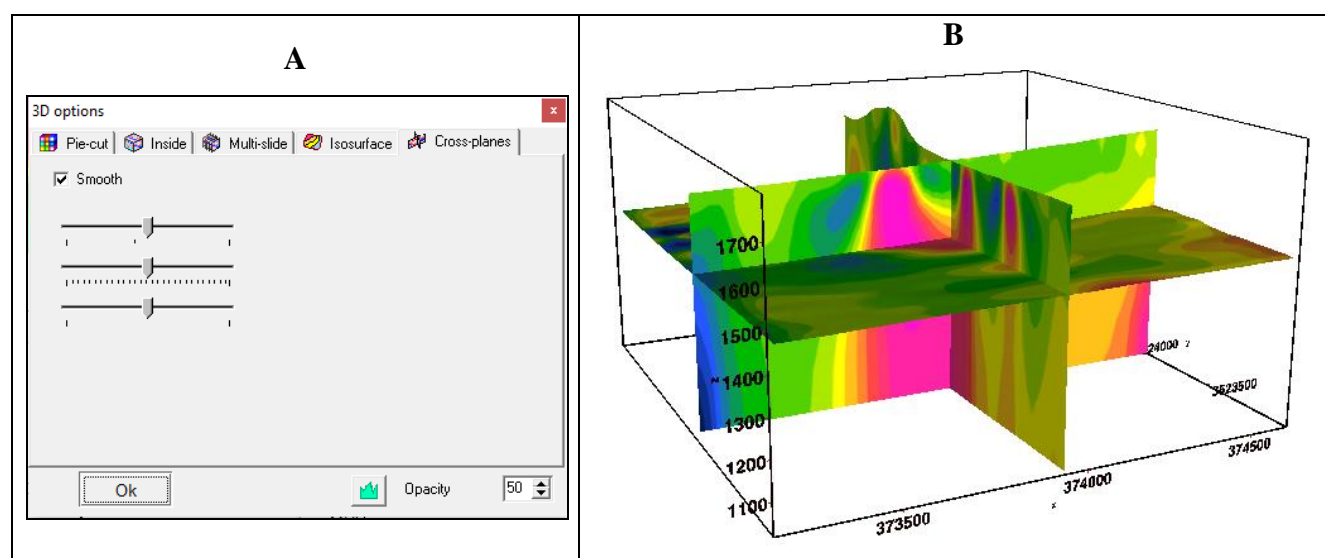 A
3D options
x
Pie-cut Inside Multi-slide Isosurface Cross-planes
Smooth
Ok
Opacity
50
B
1700
1600
1500
1400
1300
1200
1100
373500
374000
374500
24000
3523500
x